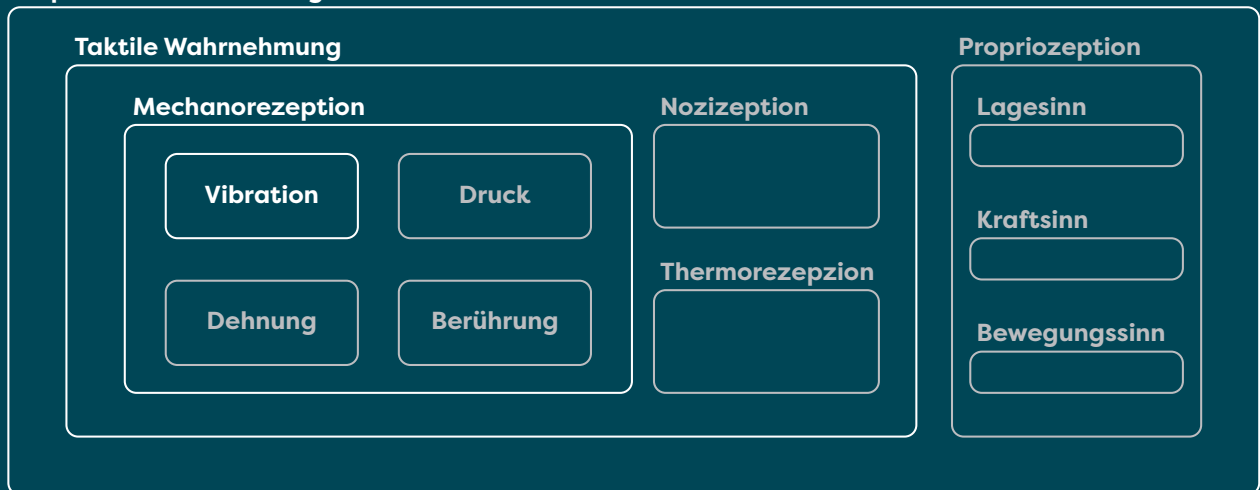 Taktile Wahrnehmung
Propriozeption
Mechanorezeption
Nozizeption
Lagesinn
Vibration
Druck
Kraftsinn
Thermorezepzion
Dehnung
Berührung
Bewegungssinn